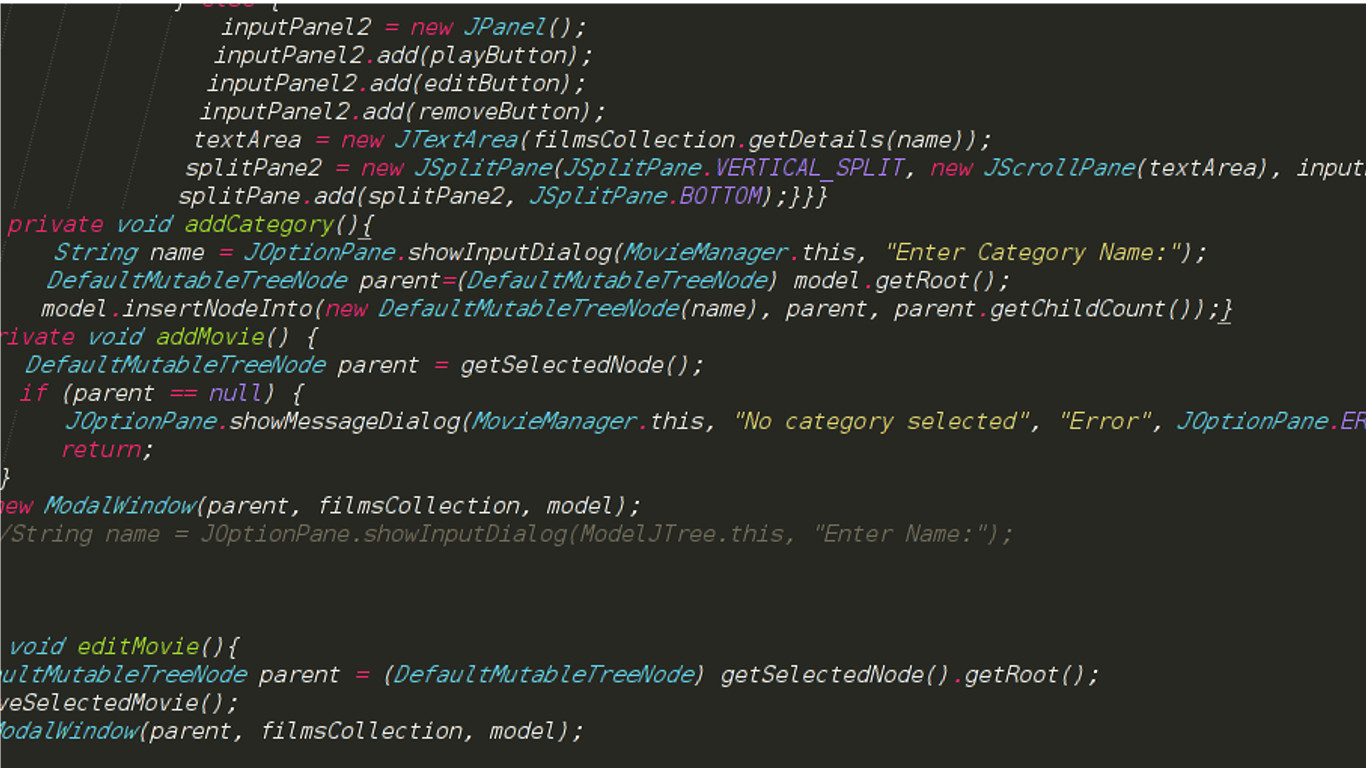 } else {
inputPanel2 = new JPanel();
inputPanel2.add(playButton);
inputPanel2.add(editButton);
inputPanel2.add(removeButton);
textArea = new JTextArea(filmsCollection.getDetails(name));
splitPane2 = new JSplitPane(JSplitPane.VERTICAL_SPLIT, new JScrollPane(textArea), input
splitPane.add(splitPane2, JSplitPane.BOTTOM);}}}
private void addCategory(){
String name = JOptionPane.showInputDialog(MovieManager.this, "Enter Category Name:");
DefaultMutableTreeNode parent=(DefaultMutableTreeNode) model.getRoot();
model.insertNodeInto(new DefaultMutableTreeNode(name), parent, parent.getChildCount());}
rivate void addMovie() {
DefaultMutableTreeNode parent = getSelectedNode();
if (parent == null) {
JOptionPane.showMessageDialog(MovieManager.this, "No category selected", "Error", JOptionPane.ER
return;
}
new ModalWindow(parent, filmsCollection, model);
/String name = JOptionPane.showInputDialog(ModelJTree.this, "Enter Name:");
void editMovie(){
aultMutableTreeNode parent = (DefaultMutableTreeNode) getSelectedNode().getRoot();
veSelectedMovie();
ModalWindow(parent, filmsCollection, model);